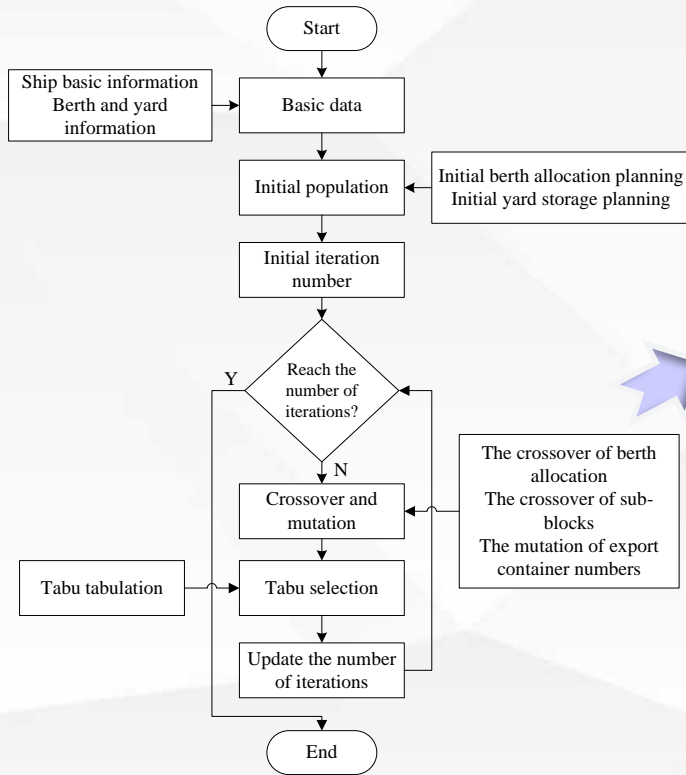 Start
Ship basic information
Berth and yard
information
Basic data
Initial population
Initial berth allocation planning
Initial yard storage planning
Initial iteration
number
Reach the
number of
iterations?
Y
N
Crossover and
mutation
The crossover of berth
allocation
The crossover of sub-
blocks
The mutation of export
container numbers
Tabu tabulation
Tabu selection
Update the number
of iterations
End